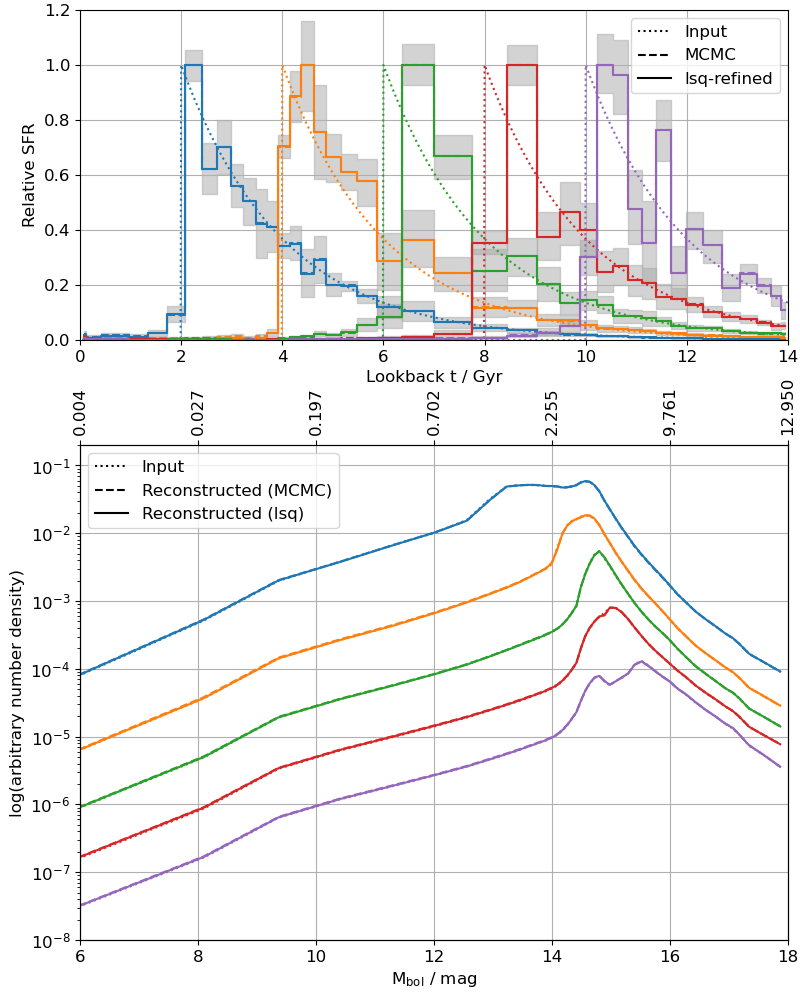 1.2
1.0
0.8
0.6
0.4
0.2
0.0
Relative SFR
Input
MCMC
lsq-refined
0 2 4 6 8 10 12 14
Lookback t / Gyr
0.004 0.027 0.197 0.702 2.255 9.761 12.950
Input
Reconstructed (MCMC)
Reconstructed (lsq)
10⁻¹
10⁻²
10⁻³
10⁻⁴
10⁻⁵
10⁻⁶
10⁻⁷
10⁻⁸
log(arbitrary number density)
6 8 10 12 14 16 18
M_bol / mag